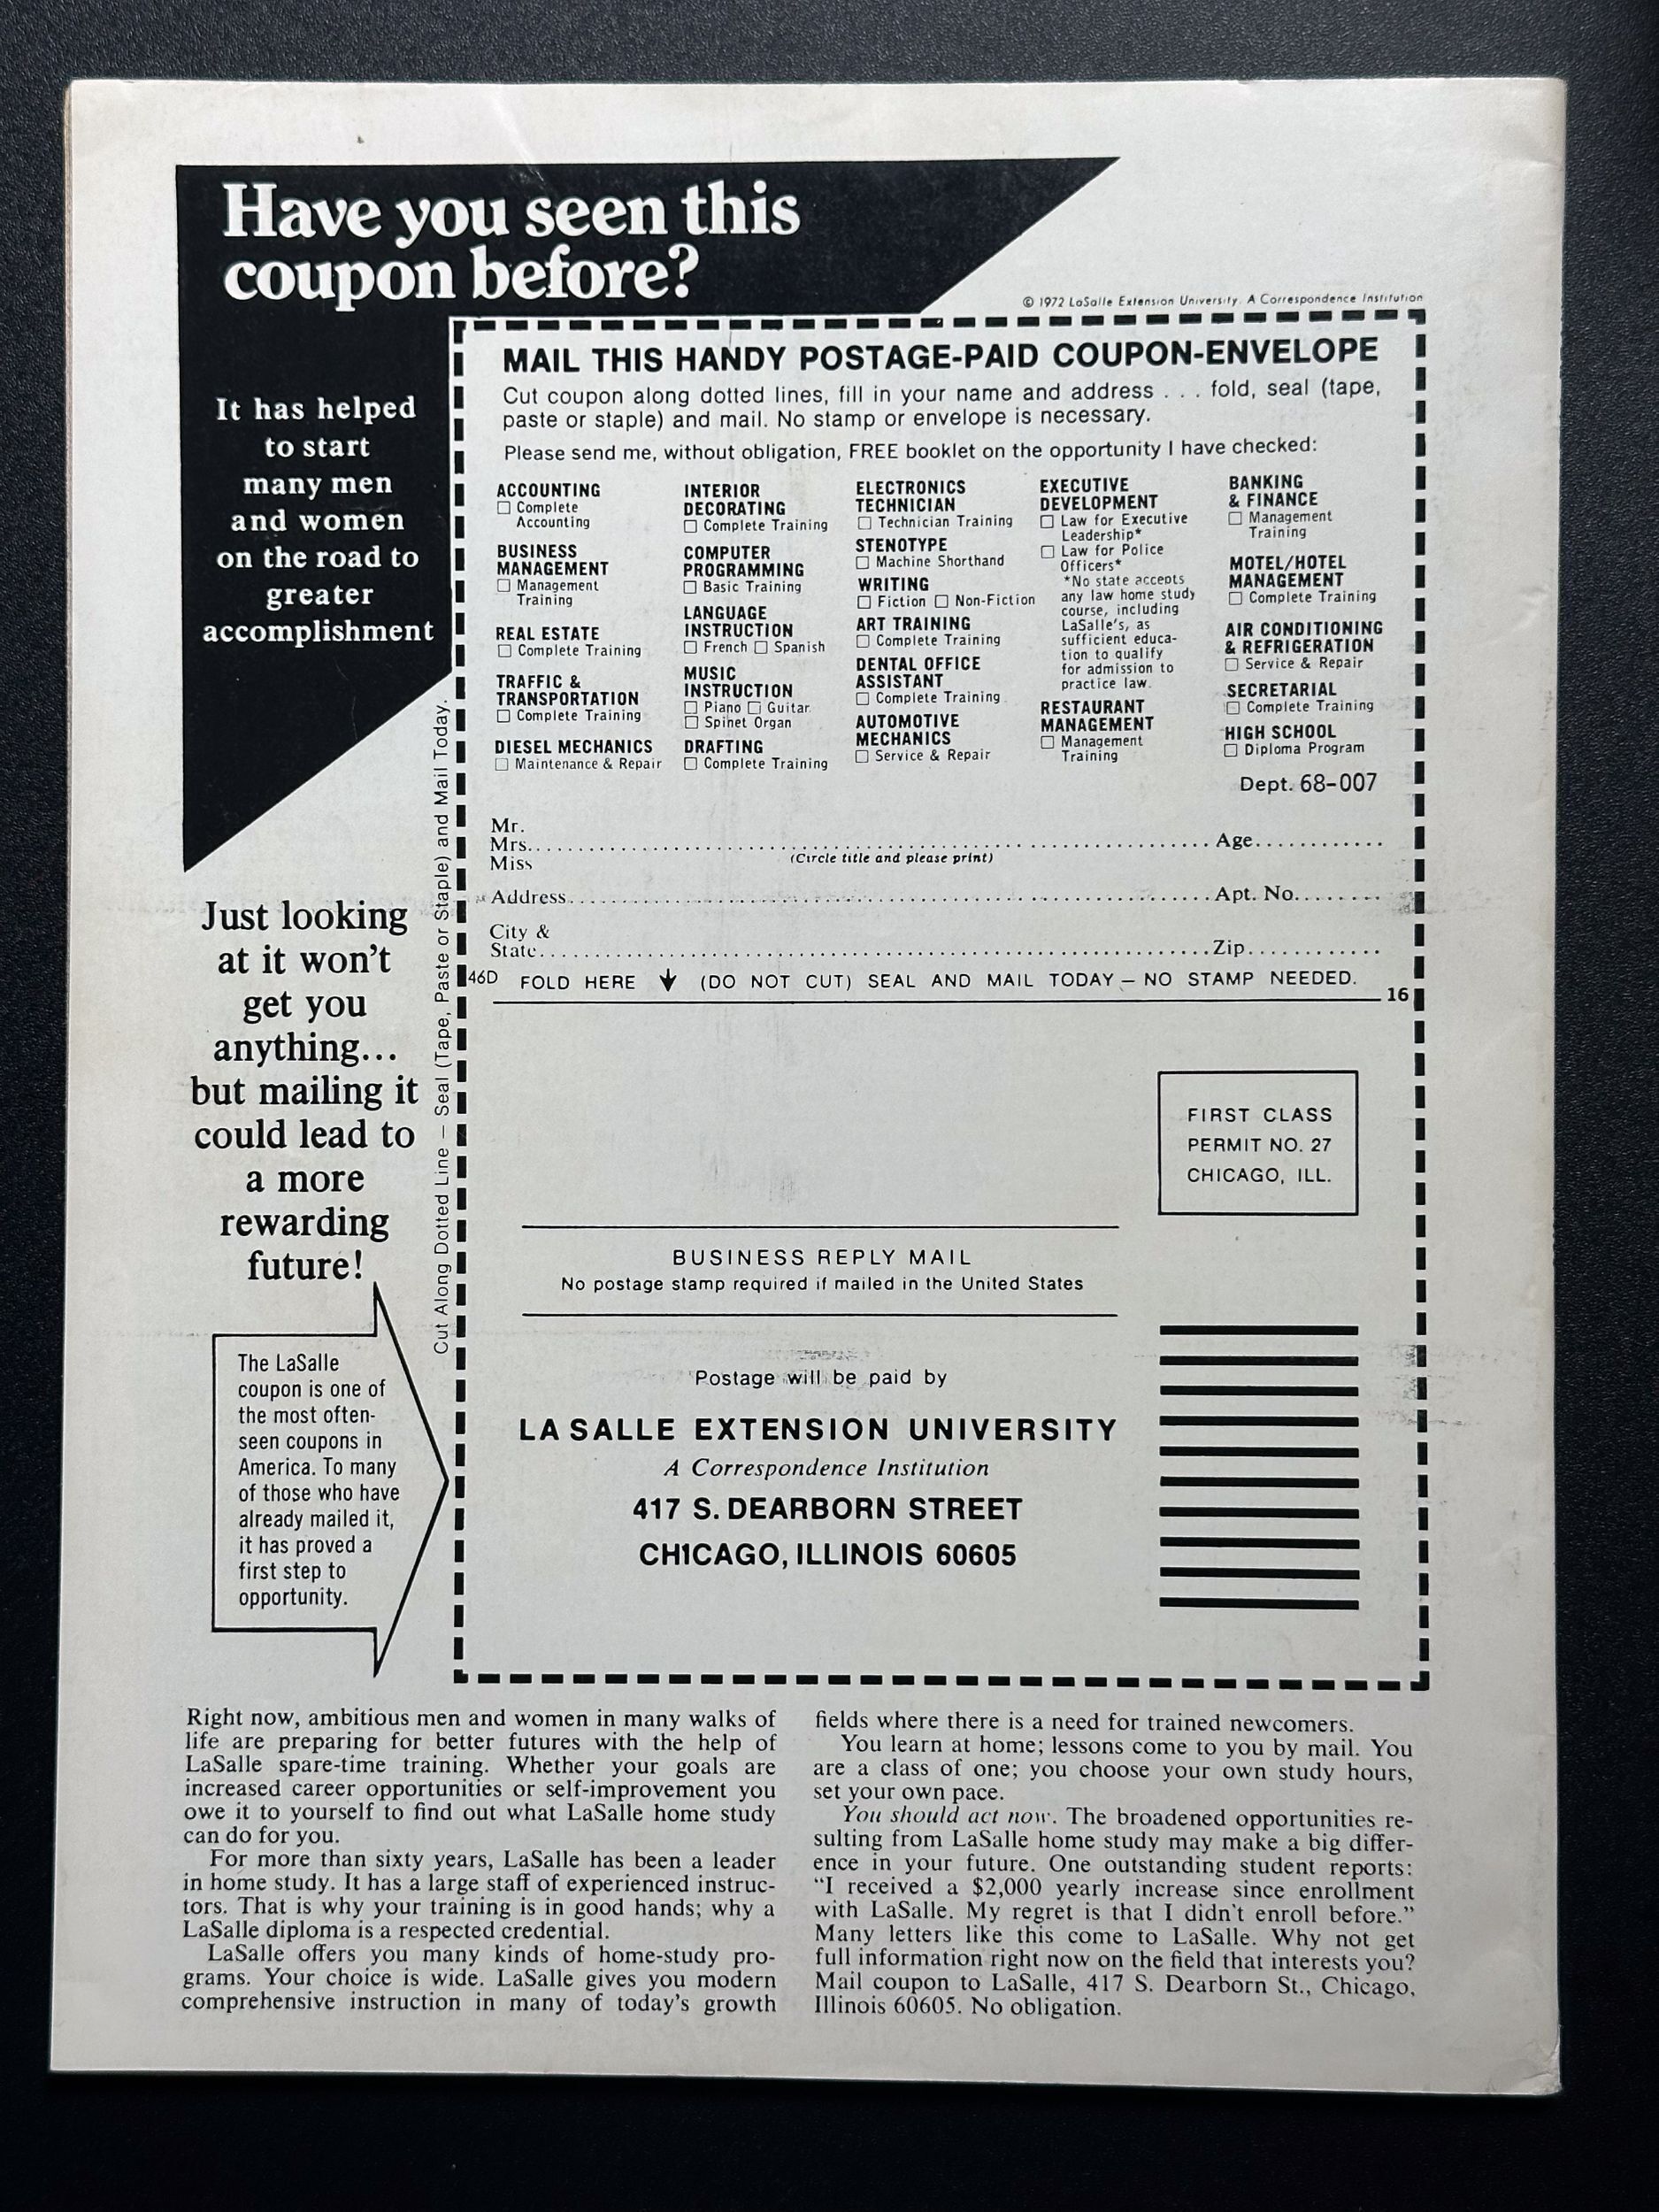 Have you seen this
coupon before?
© 1972 LaSalle Extension University. A Correspondence Institution
It has helped
to start
many men
and women
on the road to
greater
accomplishment
MAIL THIS HANDY POSTAGE-PAID COUPON-ENVELOPE
Cut coupon along dotted lines, fill in your name and address . . . fold, seal (tape,
paste or staple) and mail. No stamp or envelope is necessary.
Please send me, without obligation, FREE booklet on the opportunity I have checked:
ACCOUNTING
☐ Complete
Accounting
BUSINESS
MANAGEMENT
☐ Management
Training
REAL ESTATE
☐ Complete Training
TRAFFIC &
TRANSPORTATION
☐ Complete Training
DIESEL MECHANICS
☐ Maintenance & Repair
INTERIOR
DECORATING
☐ Complete Training
COMPUTER
PROGRAMMING
☐ Basic Training
LANGUAGE
INSTRUCTION
☐ French ☐ Spanish
MUSIC
INSTRUCTION
☐ Piano ☐ Guitar
☐ Spinet Organ
DRAFTING
☐ Complete Training
ELECTRONICS
TECHNICIAN
☐ Technician Training
STENOTYPE
☐ Machine Shorthand
WRITING
☐ Fiction ☐ Non-Fiction
ART TRAINING
☐ Complete Training
DENTAL OFFICE
ASSISTANT
☐ Complete Training
AUTOMOTIVE
MECHANICS
☐ Service & Repair
EXECUTIVE
DEVELOPMENT
☐ Law for Executive
Leadership*
☐ Law for Police
Officers*
*No state accepts
any law home study
course, including
LaSalle's, as
sufficient educa-
tion to qualify
for admission to
practice law.
RESTAURANT
MANAGEMENT
☐ Management
Training
BANKING
& FINANCE
☐ Management
Training
MOTEL/HOTEL
MANAGEMENT
☐ Complete Training
AIR CONDITIONING
& REFRIGERATION
☐ Service & Repair
SECRETARIAL
☐ Complete Training
HIGH SCHOOL
☐ Diploma Program
Dept. 68-007
Mr.
Mrs. Age
Miss (Circle title and please print)
Address Apt. No.
City &
State Zip
46D FOLD HERE ↓ (DO NOT CUT) SEAL AND MAIL TODAY — NO STAMP NEEDED.
16
Cut Along Dotted Line — Seal (Tape, Paste or Staple) and Mail Today.
Just looking
at it won't
get you
anything...
but mailing it
could lead to
a more
rewarding
future!
The LaSalle
coupon is one of
the most often-
seen coupons in
America. To many
of those who have
already mailed it,
it has proved a
first step to
opportunity.
FIRST CLASS
PERMIT NO. 27
CHICAGO, ILL.
BUSINESS REPLY MAIL
No postage stamp required if mailed in the United States
Postage will be paid by
LA SALLE EXTENSION UNIVERSITY
A Correspondence Institution
417 S. DEARBORN STREET
CHICAGO, ILLINOIS 60605
Right now, ambitious men and women in many walks of
life are preparing for better futures with the help of
LaSalle spare-time training. Whether your goals are
increased career opportunities or self-improvement you
owe it to yourself to find out what LaSalle home study
can do for you.
For more than sixty years, LaSalle has been a leader
in home study. It has a large staff of experienced instruc-
tors. That is why your training is in good hands; why a
LaSalle diploma is a respected credential.
LaSalle offers you many kinds of home-study pro-
grams. Your choice is wide. LaSalle gives you modern
comprehensive instruction in many of today's growth
fields where there is a need for trained newcomers.
You learn at home; lessons come to you by mail. You
are a class of one; you choose your own study hours,
set your own pace.
You should act now. The broadened opportunities re-
sulting from LaSalle home study may make a big differ-
ence in your future. One outstanding student reports:
"I received a $2,000 yearly increase since enrollment
with LaSalle. My regret is that I didn't enroll before."
Many letters like this come to LaSalle. Why not get
full information right now on the field that interests you?
Mail coupon to LaSalle, 417 S. Dearborn St., Chicago,
Illinois 60605. No obligation.